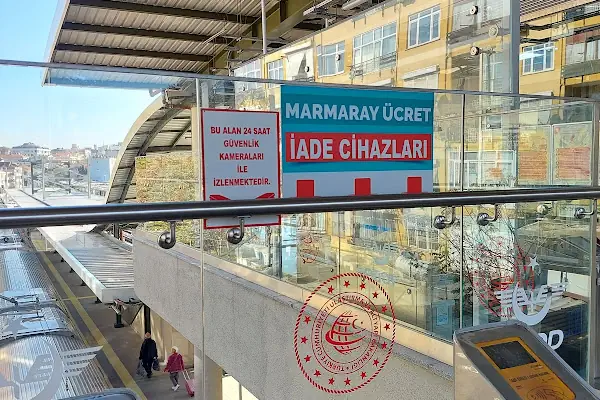 BU ALAN 24 SAAT
GÜVENLİK
KAMERALARI
İLE
İZLENMEKTEDİR.
MARMARAY ÜCRET
İADE CİHAZLARI